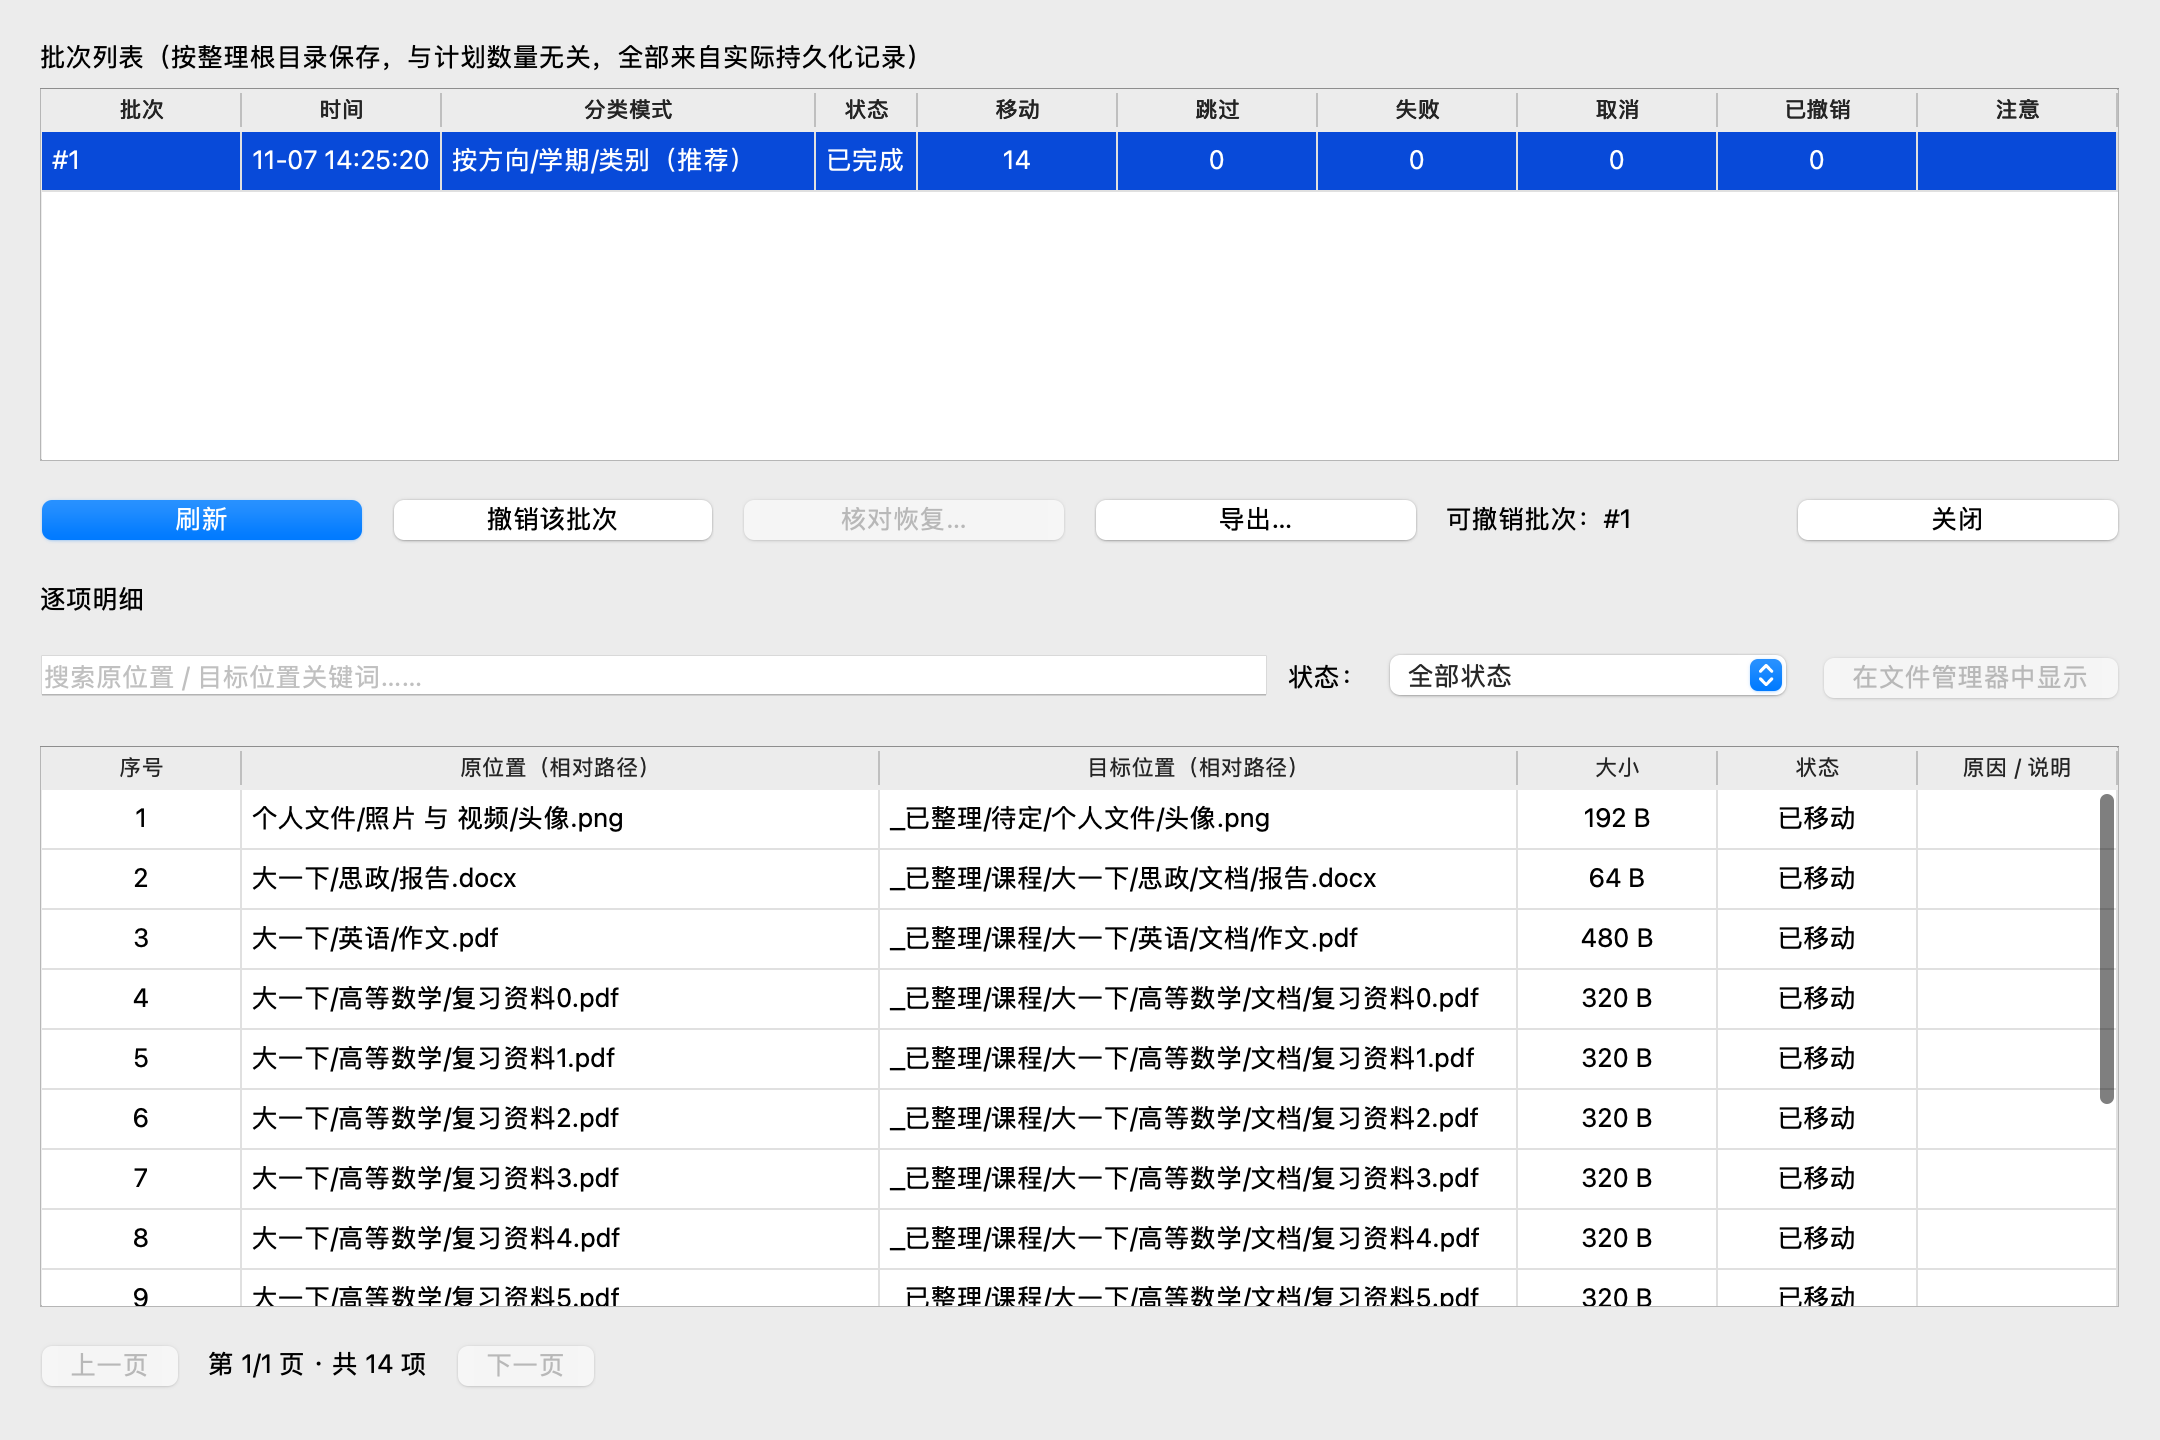 批次列表（按整理根目录保存，与计划数量无关，全部来自实际持久化记录）
批次 时间 分类模式 状态 移动 跳过 失败 取消 已撤销 注意
#1 11-07 14:25:20 按方向/学期/类别（推荐） 已完成 14 0 0 0 0
刷新 撤销该批次 核对恢复... 导出... 可撤销批次：#1 关闭
逐项明细
搜索原位置 / 目标位置关键词...... 状态： 全部状态 在文件管理器中显示
序号 原位置（相对路径） 目标位置（相对路径） 大小 状态 原因 / 说明
1 个人文件/照片 与 视频/头像.png _已整理/待定/个人文件/头像.png 192 B 已移动
2 大一下/思政/报告.docx _已整理/课程/大一下/思政/文档/报告.docx 64 B 已移动
3 大一下/英语/作文.pdf _已整理/课程/大一下/英语/文档/作文.pdf 480 B 已移动
4 大一下/高等数学/复习资料0.pdf _已整理/课程/大一下/高等数学/文档/复习资料0.pdf 320 B 已移动
5 大一下/高等数学/复习资料1.pdf _已整理/课程/大一下/高等数学/文档/复习资料1.pdf 320 B 已移动
6 大一下/高等数学/复习资料2.pdf _已整理/课程/大一下/高等数学/文档/复习资料2.pdf 320 B 已移动
7 大一下/高等数学/复习资料3.pdf _已整理/课程/大一下/高等数学/文档/复习资料3.pdf 320 B 已移动
8 大一下/高等数学/复习资料4.pdf _已整理/课程/大一下/高等数学/文档/复习资料4.pdf 320 B 已移动
9 大一下/高等数学/复习资料5.pdf 已整理/课程/大一下/高等数学/文档/复习资料5.pdf 320 B 已移动
上一页 第 1/1 页 · 共 14 项 下一页